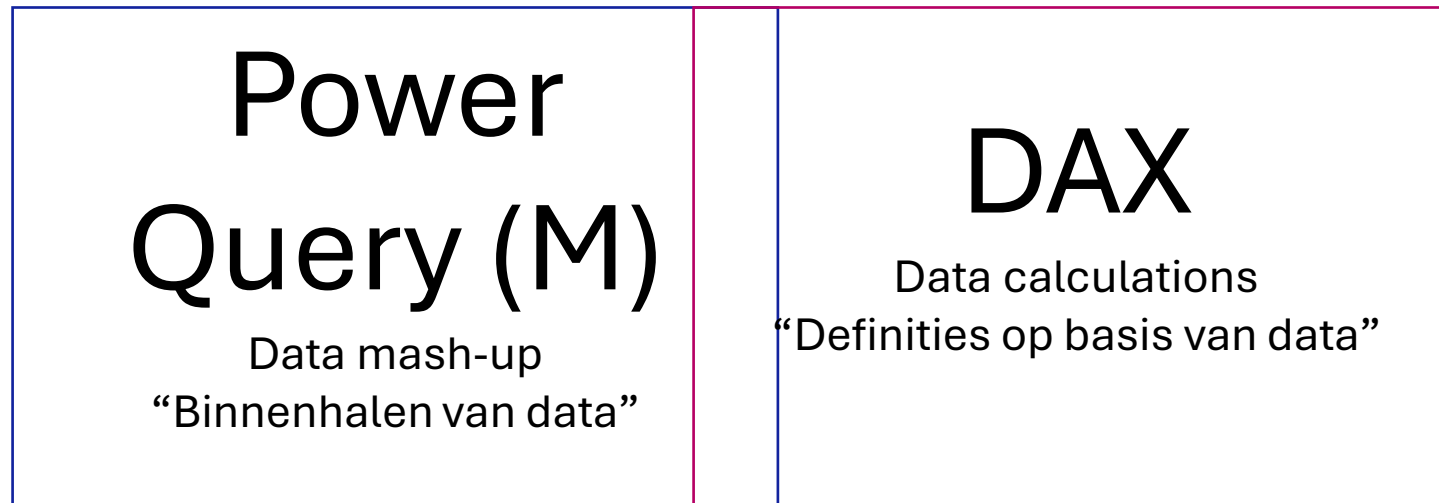 Power
Query (M)
Data mash-up
“Binnenhalen van data”
DAX
Data calculations
“Definities op basis van data”